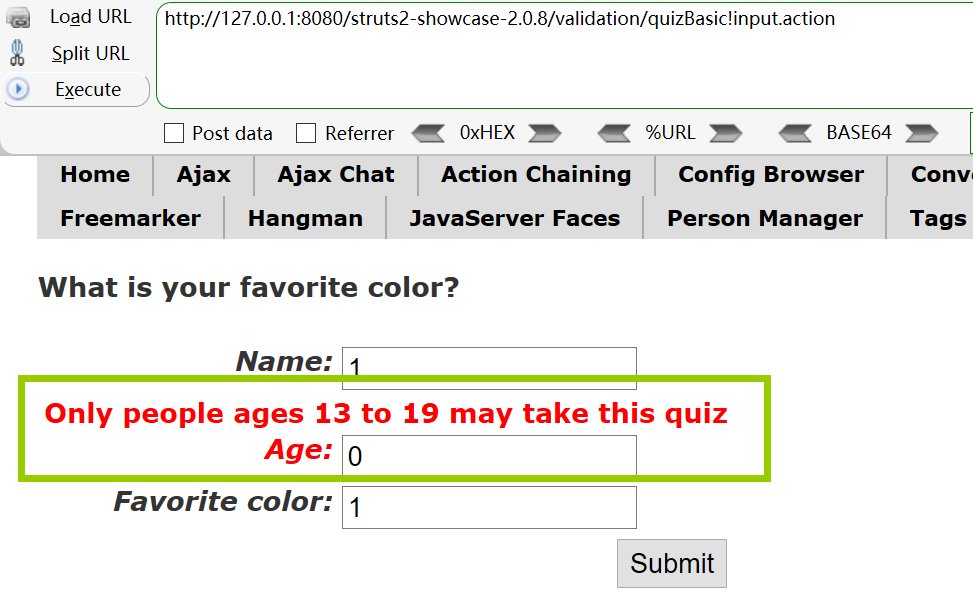 Load URL
http://127.0.0.1:8080/struts2-showcase-2.0.8/validation/quizBasic!input.action
Split URL
Execute
Post data Referrer 0xHEX %URL BASE64
Home Ajax Ajax Chat Action Chaining Config Browser Conv
Freemarker Hangman JavaServer Faces Person Manager Tags
What is your favorite color?
Name: 1
Only people ages 13 to 19 may take this quiz
Age: 0
Favorite color: 1
Submit